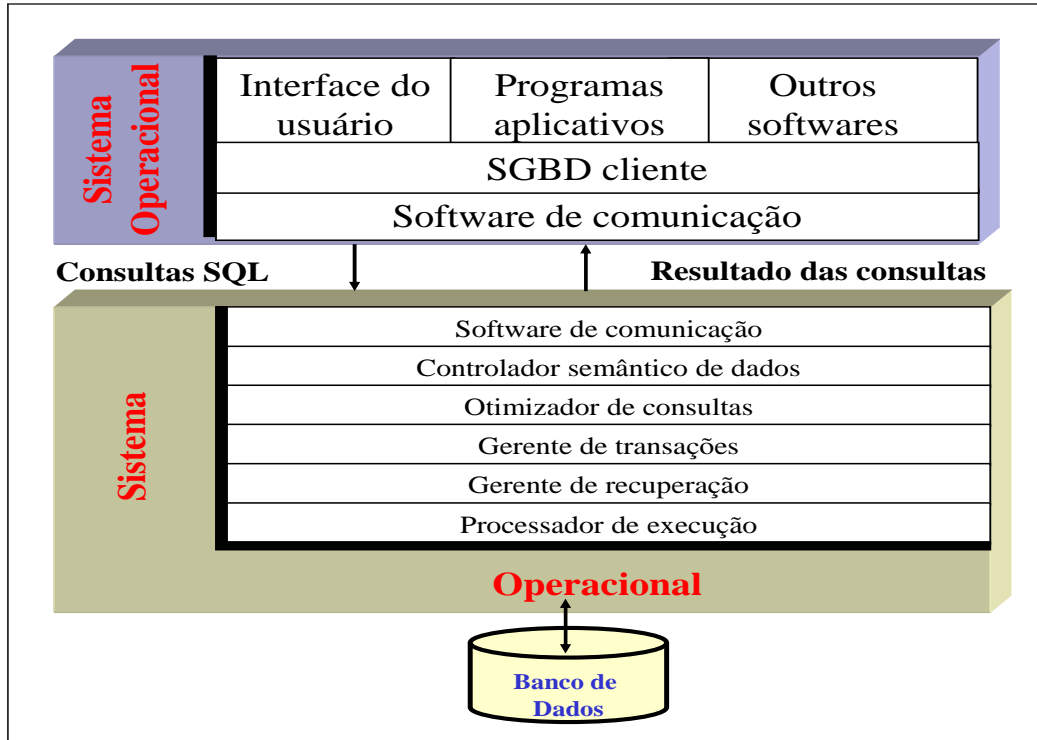 Sistema
Operacional
Interface do
usuário
Programas
aplicativos
Outros
softwares
SGBD cliente
Software de comunicação
Consultas SQL
Resultado das consultas
Sistema
Software de comunicação
Controlador semântico de dados
Otimizador de consultas
Gerente de transações
Gerente de recuperação
Processador de execução
Operacional
Banco de
Dados